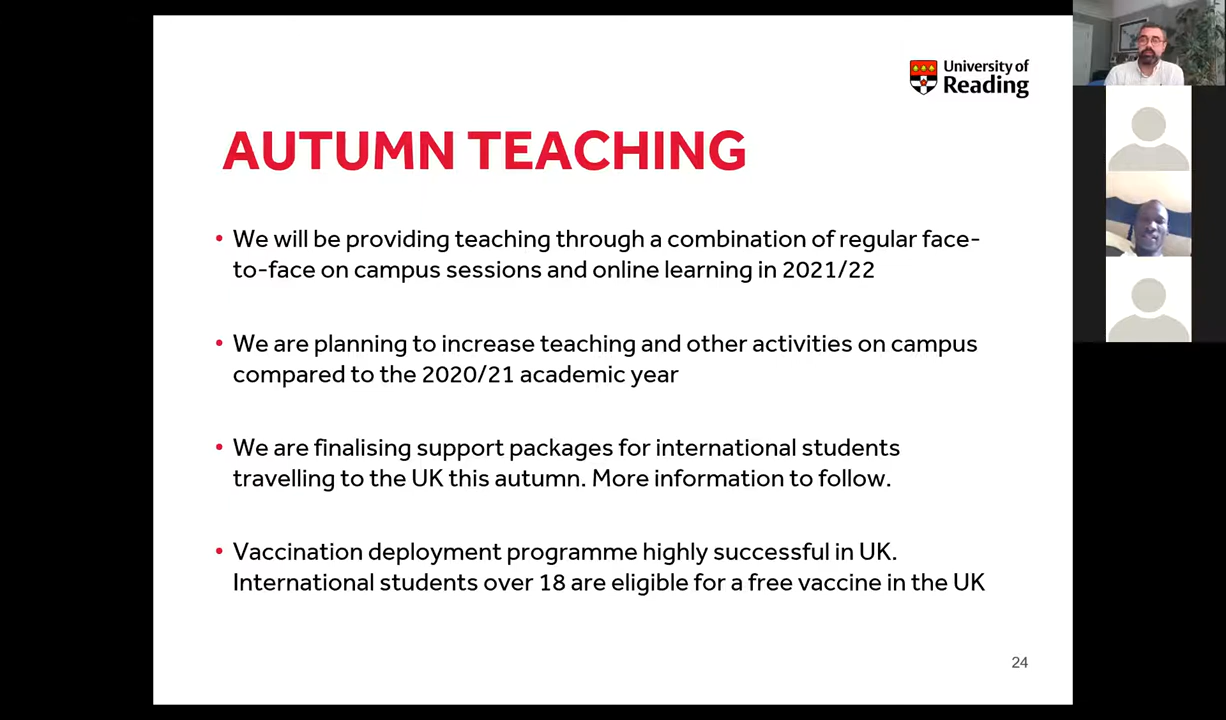 University of
Reading
AUTUMN TEACHING
• We will be providing teaching through a combination of regular face-
to-face on campus sessions and online learning in 2021/22
• We are planning to increase teaching and other activities on campus
compared to the 2020/21 academic year
• We are finalising support packages for international students
travelling to the UK this autumn. More information to follow.
• Vaccination deployment programme highly successful in UK.
International students over 18 are eligible for a free vaccine in the UK
24